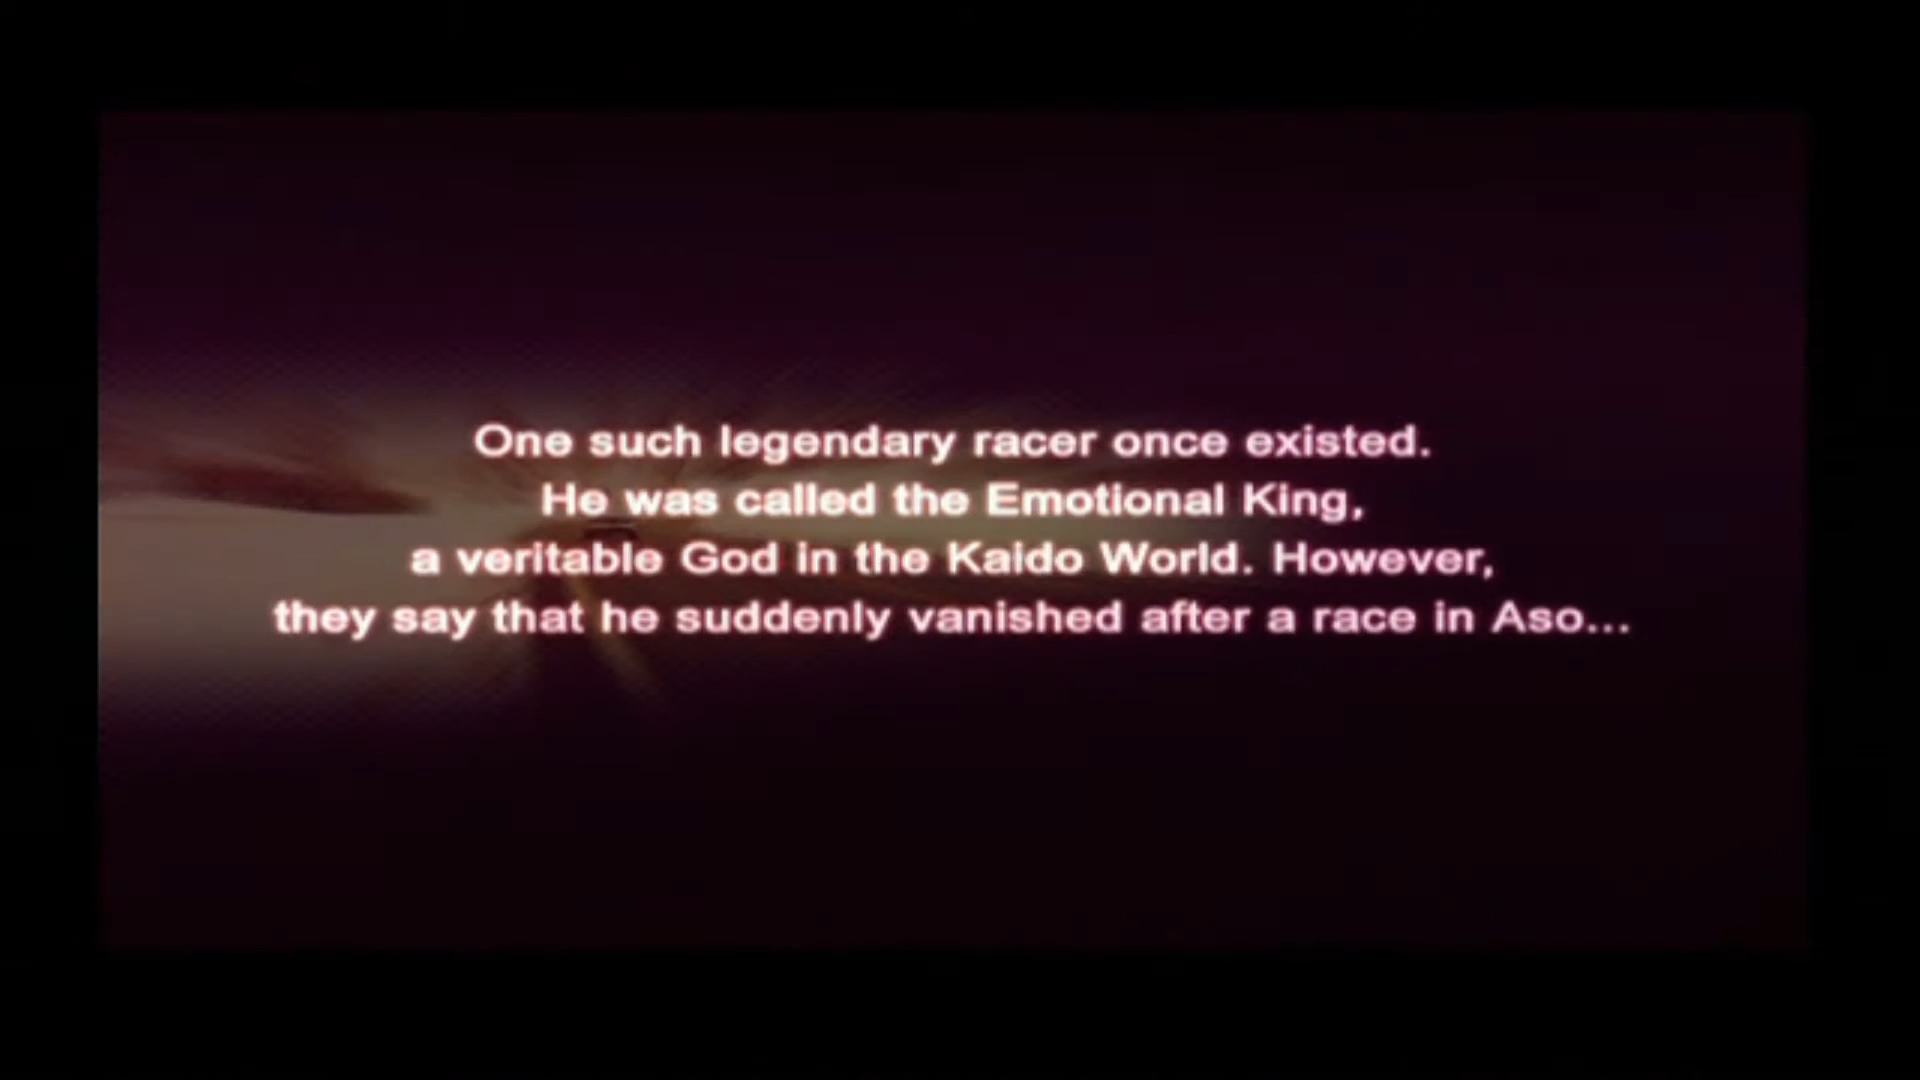 One such legendary racer once existed.
He was called the Emotional King,
a veritable God in the Kaido World. However,
they say that he suddenly vanished after a race in Aso...